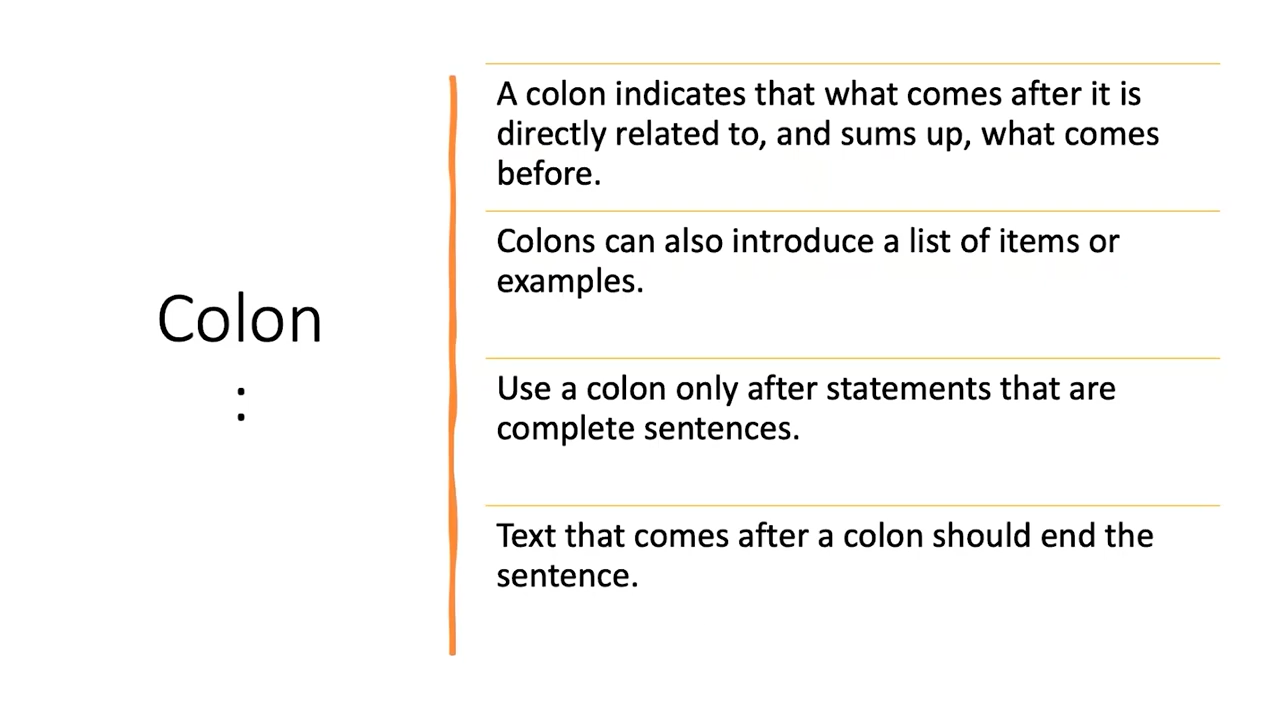 Colon
:
A colon indicates that what comes after it is
directly related to, and sums up, what comes
before.
Colons can also introduce a list of items or
examples.
Use a colon only after statements that are
complete sentences.
Text that comes after a colon should end the
sentence.